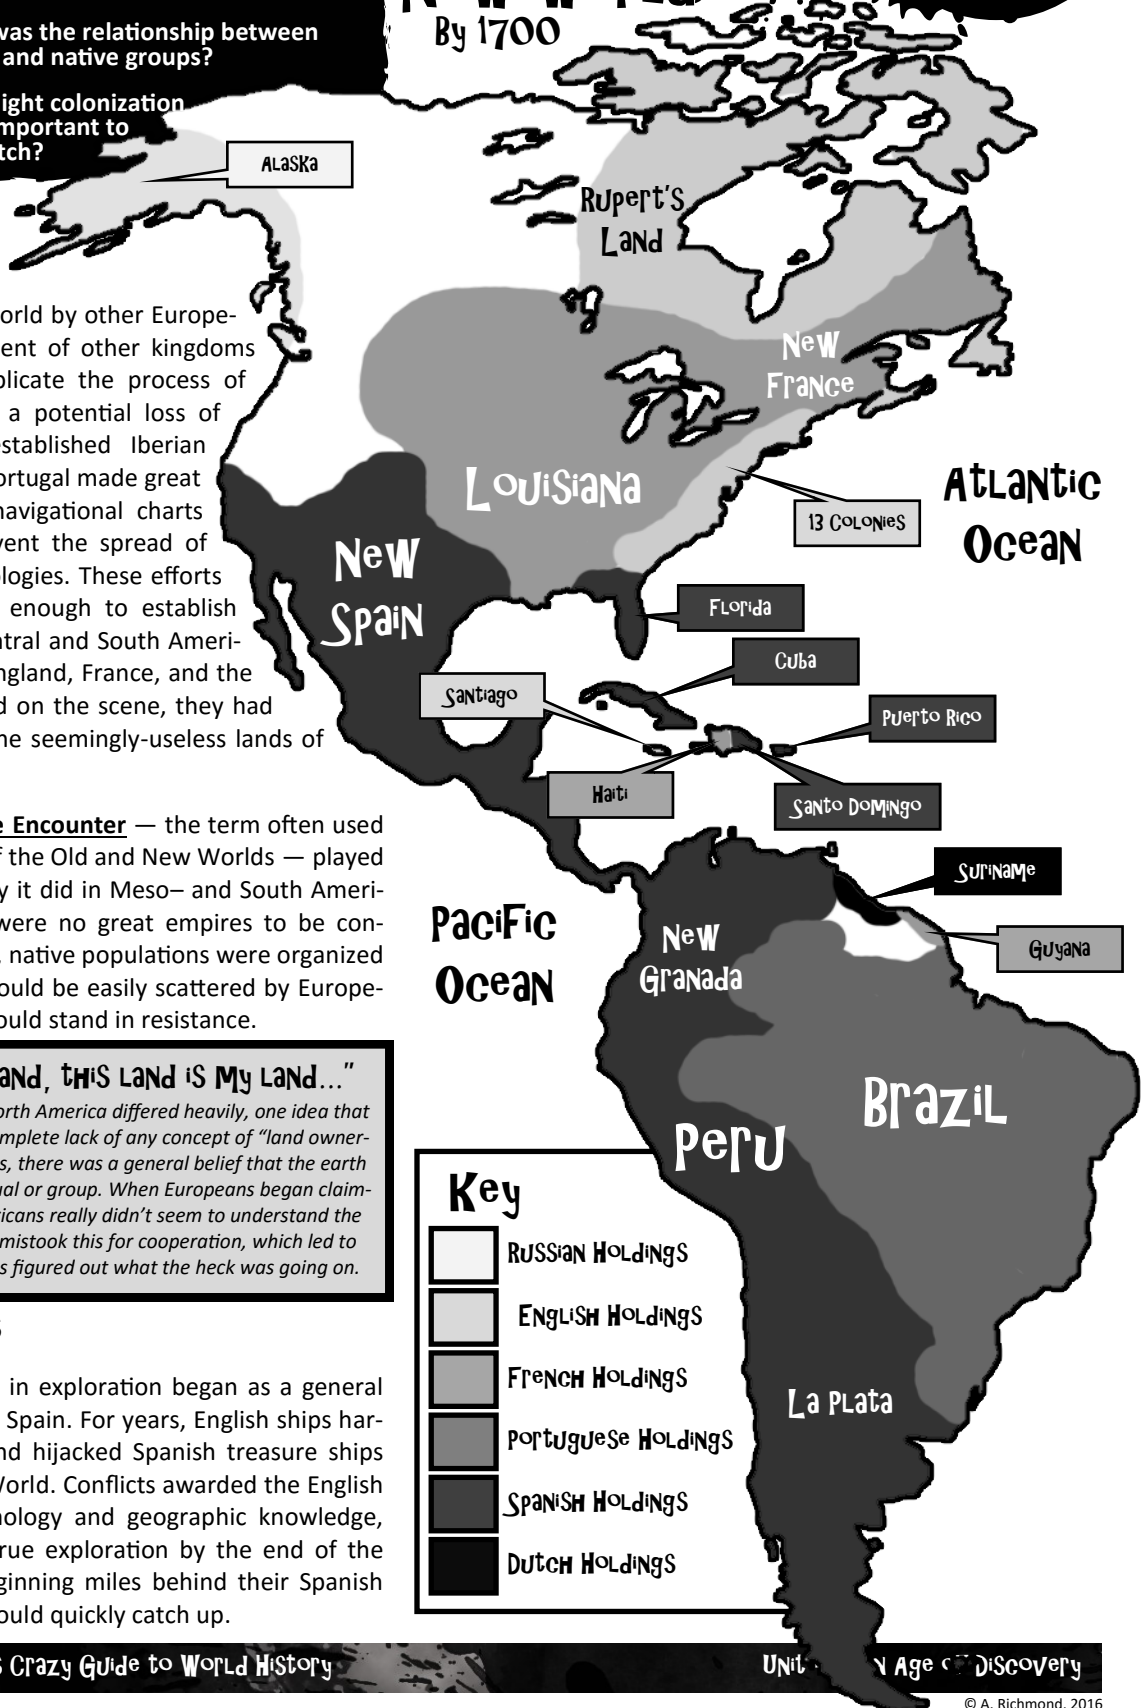 By 1700
was the relationship between
and native groups?
ight colonization
mportant to
tch?
Alaska
Rupert's
Land
New
France
Louisiana
13 Colonies
Atlantic
Ocean
New
Spain
Florida
Cuba
Santiago
Puerto Rico
Haiti
Santo Domingo
Suriname
Guyana
Pacific
Ocean
New
Granada
Brazil
Peru
La Plata
orld by other Europe-
ent of other kingdoms
plicate the process of
a potential loss of
stablished Iberian
ortugal made great
navigational charts
vent the spread of
ologies. These efforts
enough to establish
ntral and South Ameri-
ngland, France, and the
d on the scene, they had
he seemingly-useless lands of
e Encounter — the term often used
f the Old and New Worlds — played
y it did in Meso– and South Ameri-
were no great empires to be con-
, native populations were organized
ould be easily scattered by Europe-
ould stand in resistance.
and, this land is my land..."
orth America differed heavily, one idea that
mplete lack of any concept of “land owner-
s, there was a general belief that the earth
ual or group. When Europeans began claim-
ricans really didn’t seem to understand the
mistook this for cooperation, which led to
s figured out what the heck was going on.
s
in exploration began as a general
Spain. For years, English ships har-
nd hijacked Spanish treasure ships
World. Conflicts awarded the English
nology and geographic knowledge,
rue exploration by the end of the
ginning miles behind their Spanish
ould quickly catch up.
Key
Russian Holdings
English Holdings
French Holdings
Portuguese Holdings
Spanish Holdings
Dutch Holdings
s Crazy Guide to World History
Unit n Age of Discovery
© A. Richmond, 2016